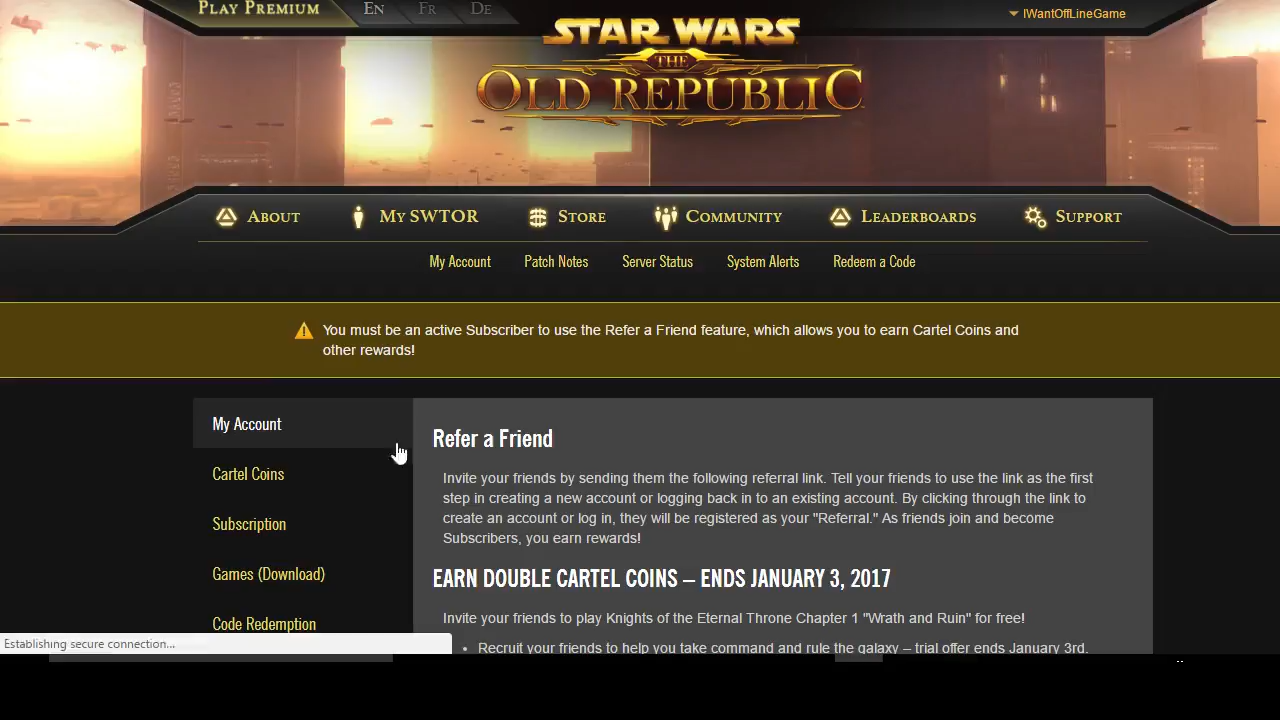 PLAY PREMIUM
EN FR DE
IWantOffLineGame
STAR WARS
THE
OLD REPUBLIC
ABOUT MY SWTOR STORE COMMUNITY LEADERBOARDS SUPPORT
My Account Patch Notes Server Status System Alerts Redeem a Code
You must be an active Subscriber to use the Refer a Friend feature, which allows you to earn Cartel Coins and
other rewards!
My Account
Cartel Coins
Subscription
Games (Download)
Code Redemption
Refer a Friend
Invite your friends by sending them the following referral link. Tell your friends to use the link as the first
step in creating a new account or logging back in to an existing account. By clicking through the link to
create an account or log in, they will be registered as your "Referral." As friends join and become
Subscribers, you earn rewards!
EARN DOUBLE CARTEL COINS – ENDS JANUARY 3, 2017
Invite your friends to play Knights of the Eternal Throne Chapter 1 "Wrath and Ruin" for free!
• Recruit your friends to help you take command and rule the galaxy – trial offer ends January 3rd.
Establishing secure connection...